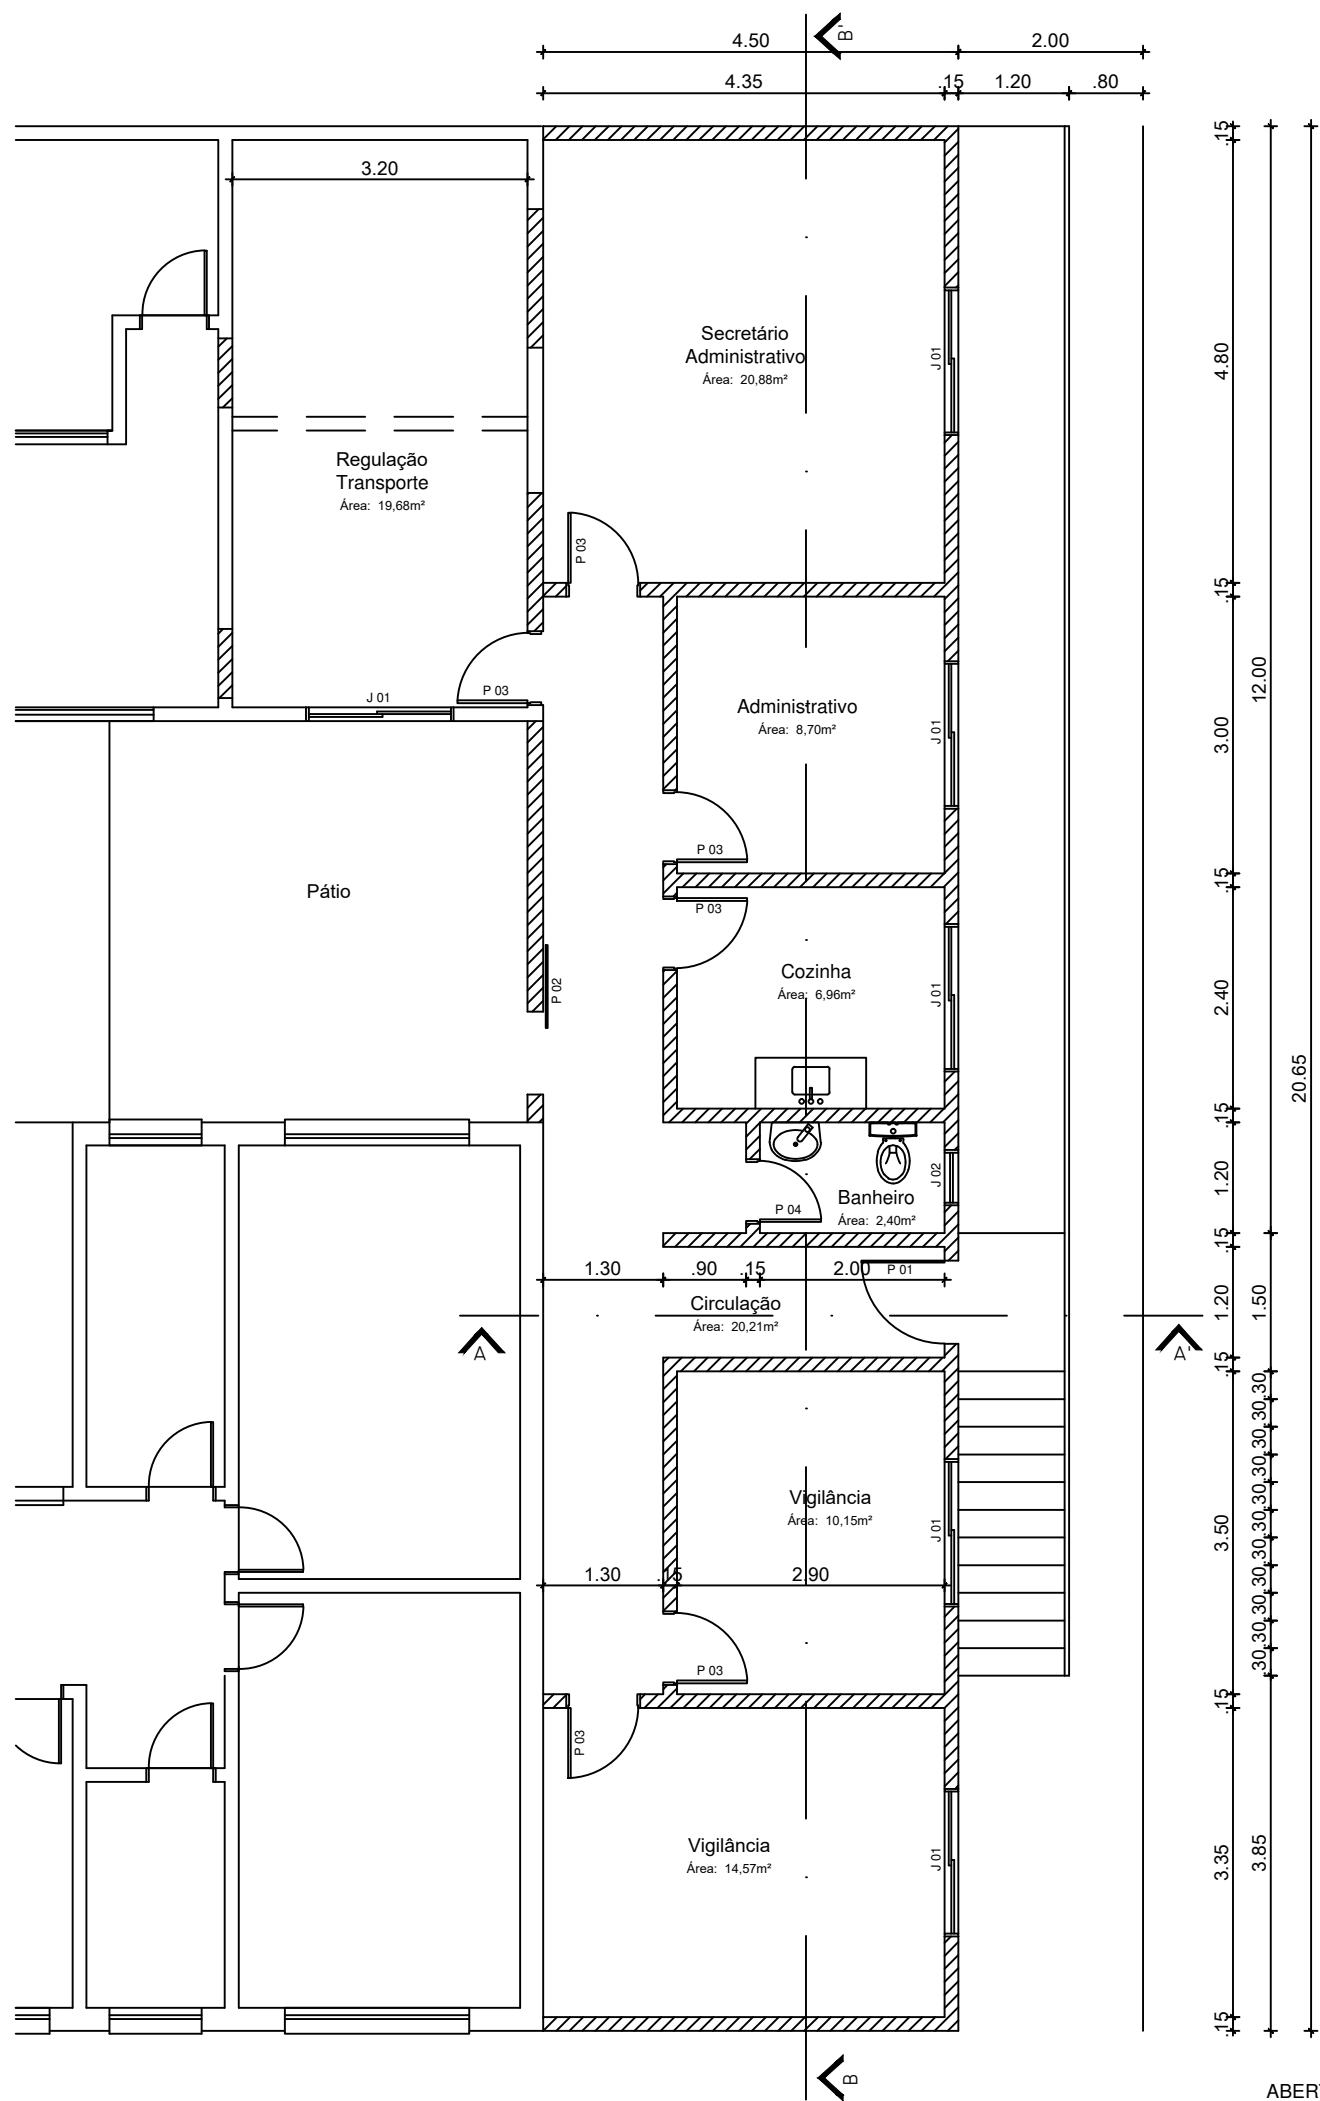 B'
4.50
2.00
4.35
.15
1.20
.80
3.20
.15
Secretário
Administrativo
Área: 20,88m²
J 01
4.80
Regulação
Transporte
Área: 19,68m²
P 03
.15
P 03
J 01
Administrativo
Área: 8,70m²
J 01
3.00
12.00
P 03
.15
Pátio
P 03
Cozinha
Área: 6,96m²
J 01
P 02
2.40
20.65
.15
J 02
1.20
Banheiro
Área: 2,40m²
P 04
.15
1.30
.90
.15
2.00
P 01
Circulação
Área: 20,21m²
1.20
1.50
A
A'
.15
.30
.30
.30
.30
.30
.30
.30
.30
.30
.30
.30
Vigilância
Área: 10,15m²
J 01
3.50
1.30
.15
2.90
P 03
.15
P 03
Vigilância
Área: 14,57m²
J 01
3.35
3.85
.15
B